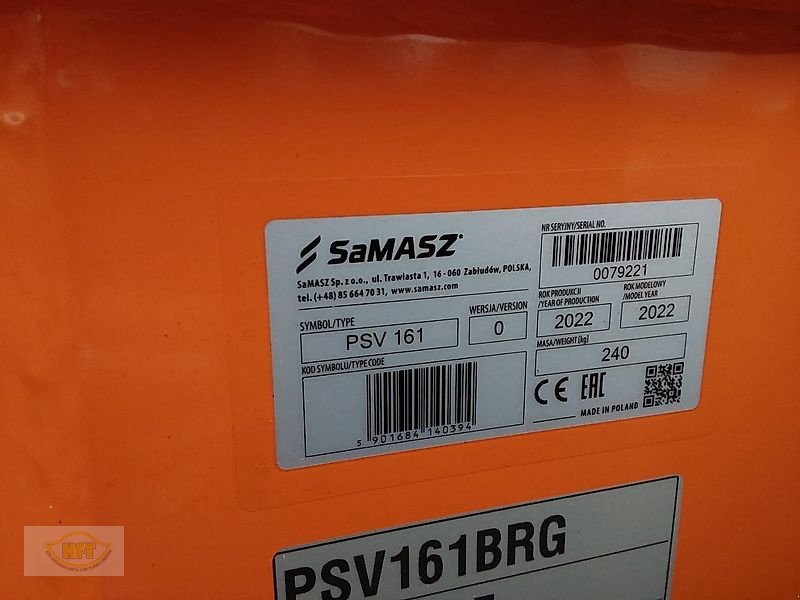 SaMASZ
SaMASZ Sp. z o.o., ul. Trawiasta 1, 16 - 060 Zabłudów, POLSKA,
tel. (+48) 85 664 70 31, www.samasz.com
NR SERYJNY/SERIAL NO.
0079221
SYMBOL/TYPE
PSV 161
WERSJA/VERSION
0
ROK PRODUKCJI
/YEAR OF PRODUCTION
2022
ROK MODELOWY
/MODEL YEAR
2022
MASA/WEIGHT [kg]
240
KOD SYMBOLU/TYPE CODE
5 901684 140394
CE EAC
MADE IN POLAND
PSV161BRG
HFT